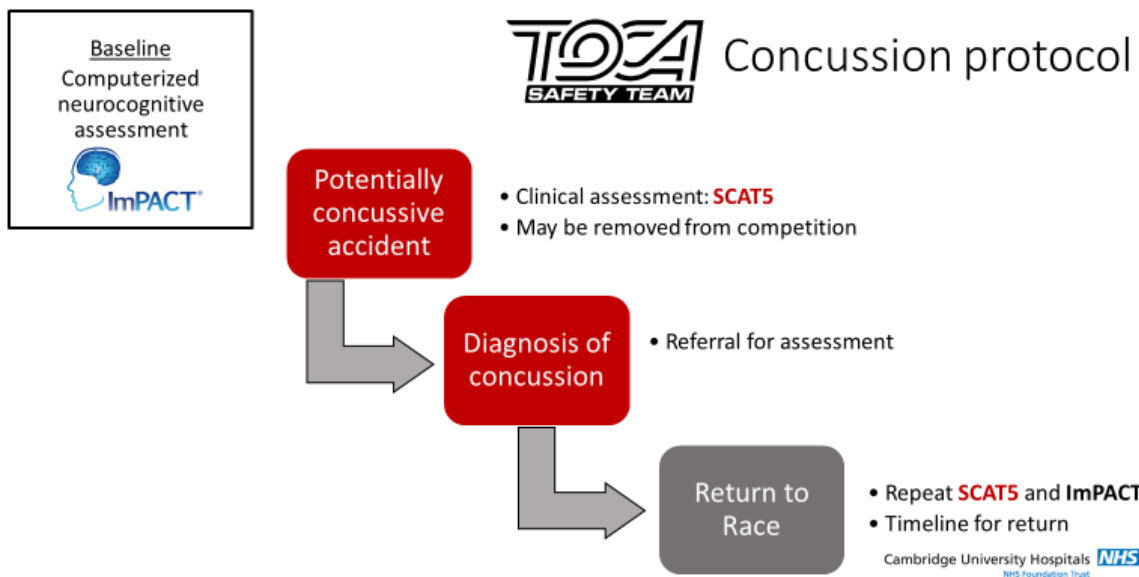 Baseline
Computerized
neurocognitive
assessment
ImPACT®
TOCA
SAFETY TEAM
Concussion protocol
Potentially
concussive
accident
• Clinical assessment: SCAT5
• May be removed from competition
Diagnosis of
concussion
• Referral for assessment
Return to
Race
• Repeat SCAT5 and ImPACT
• Timeline for return
Cambridge University Hospitals NHS
NHS Foundation Trust